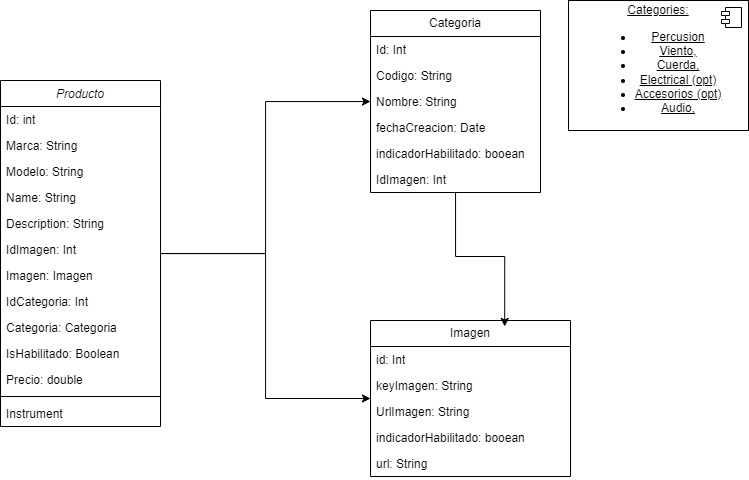 Producto
Id: int
Marca: String
Modelo: String
Name: String
Description: String
IdImagen: Int
Imagen: Imagen
IdCategoria: Int
Categoria: Categoria
IsHabilitado: Boolean
Precio: double
Instrument
Categoria
Id: Int
Codigo: String
Nombre: String
fechaCreacion: Date
indicadorHabilitado: booean
IdImagen: Int
Imagen
id: Int
keyImagen: String
UrlImagen: String
indicadorHabilitado: booean
url: String
Categories:
• Percusion
• Viento,
• Cuerda,
• Electrical (opt)
• Accesorios (opt)
• Audio,